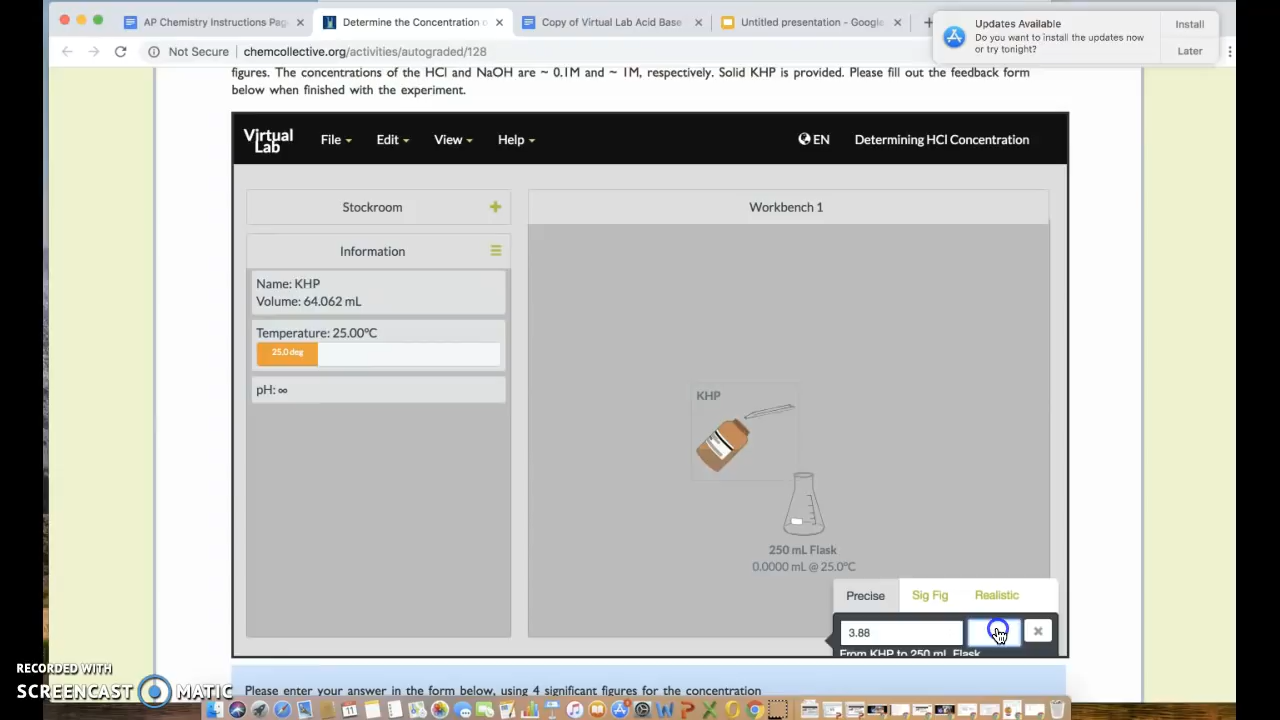 AP Chemistry Instructions Pag
Determine the Concentration o
Copy of Virtual Lab Acid Base
Untitled presentation - Google
Updates Available
Do you want to install the updates now
or try tonight?
Install
Later
Not Secure
chemcollective.org/activities/autograded/128
figures. The concentrations of the HCl and NaOH are ~ 0.1M and ~ 1M, respectively. Solid KHP is provided. Please fill out the feedback form
below when finished with the experiment.
Virtual
Lab
File
Edit
View
Help
EN
Determining HCl Concentration
Stockroom
Workbench 1
Information
Name: KHP
Volume: 64.062 mL
Temperature: 25.00°C
25.0 deg
pH: ∞
KHP
250 mL Flask
0.0000 mL @ 25.0°C
Precise
Sig Fig
Realistic
3.88
From KHP to 250 mL Flask
Please enter your answer in the form below, using 4 significant figures for the concentration
RECORDED WITH
SCREENCAST MATIC